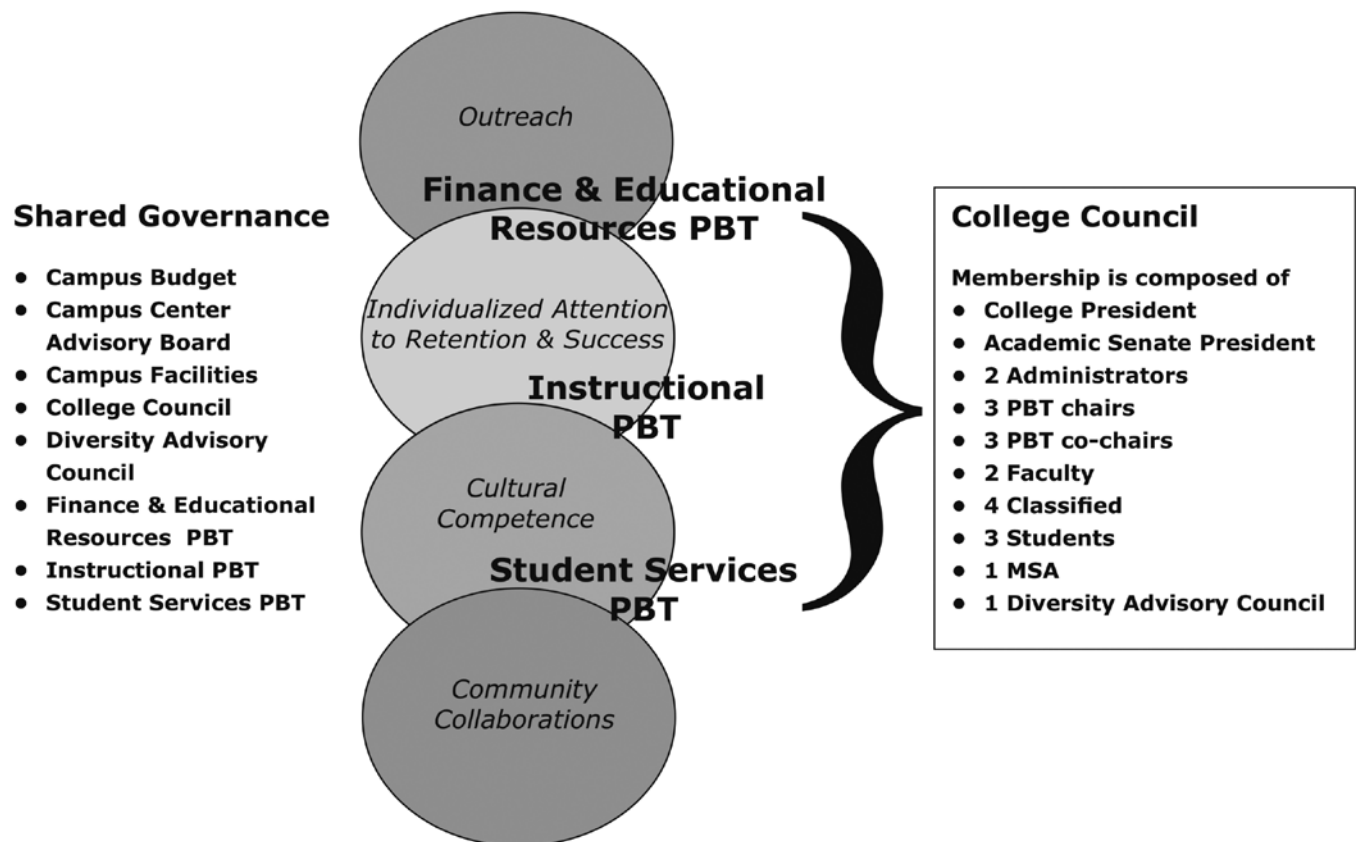 Shared Governance
● Campus Budget
● Campus Center
Advisory Board
● Campus Facilities
● College Council
● Diversity Advisory
Council
● Finance & Educational
Resources PBT
● Instructional PBT
● Student Services PBT
Outreach
Finance & Educational
Resources PBT
Individualized Attention
to Retention & Success
Instructional
PBT
Cultural
Competence
Student Services
PBT
Community
Collaborations
College Council
Membership is composed of
● College President
● Academic Senate President
● 2 Administrators
● 3 PBT chairs
● 3 PBT co-chairs
● 2 Faculty
● 4 Classified
● 3 Students
● 1 MSA
● 1 Diversity Advisory Council